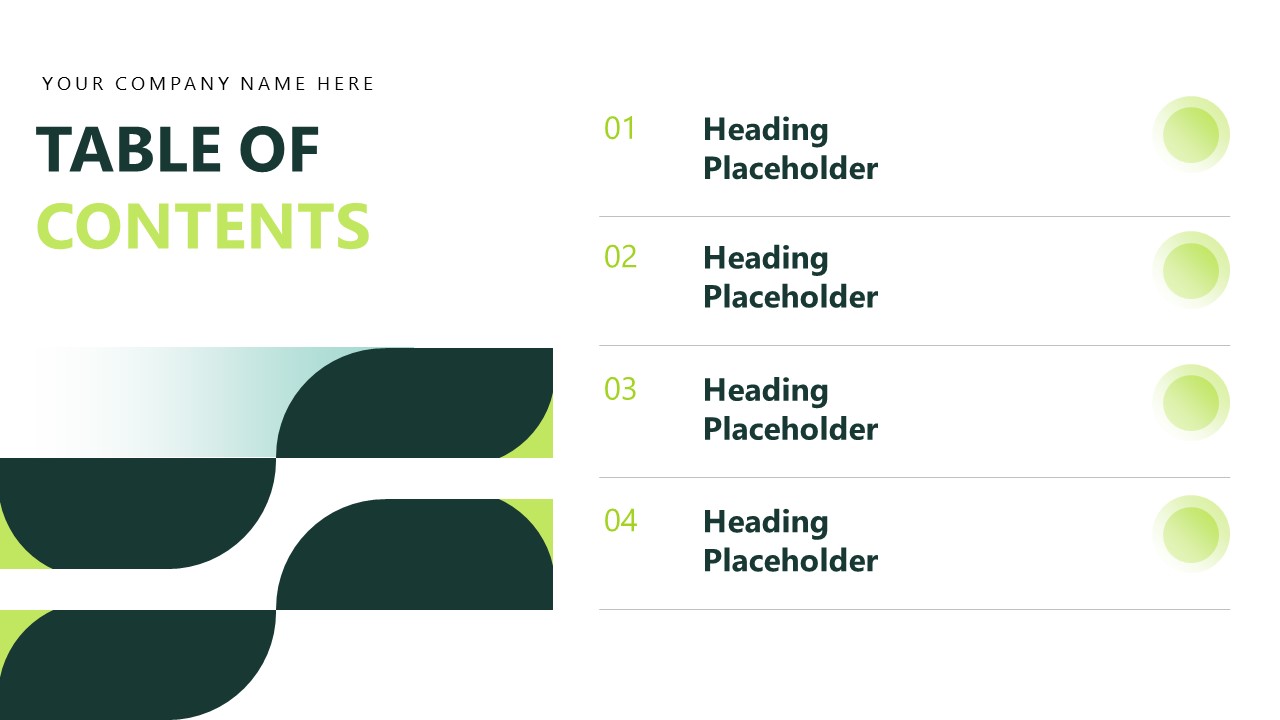 YOUR COMPANY NAME HERE
TABLE OF
CONTENTS
01
Heading
Placeholder
02
Heading
Placeholder
03
Heading
Placeholder
04
Heading
Placeholder